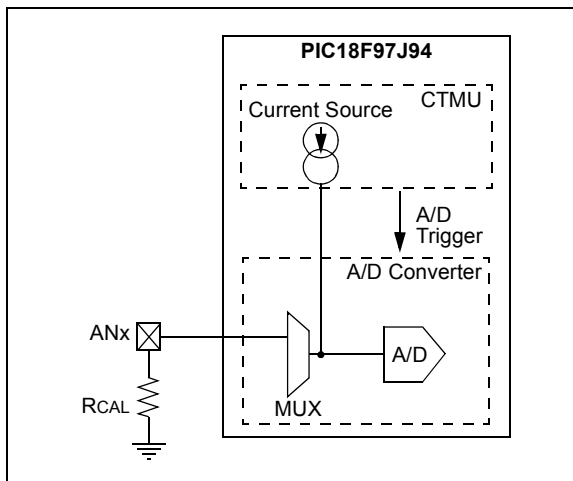 PIC18F97J94
CTMU
Current Source
A/D
Trigger
A/D Converter
ANx
A/D
RCAL
MUX